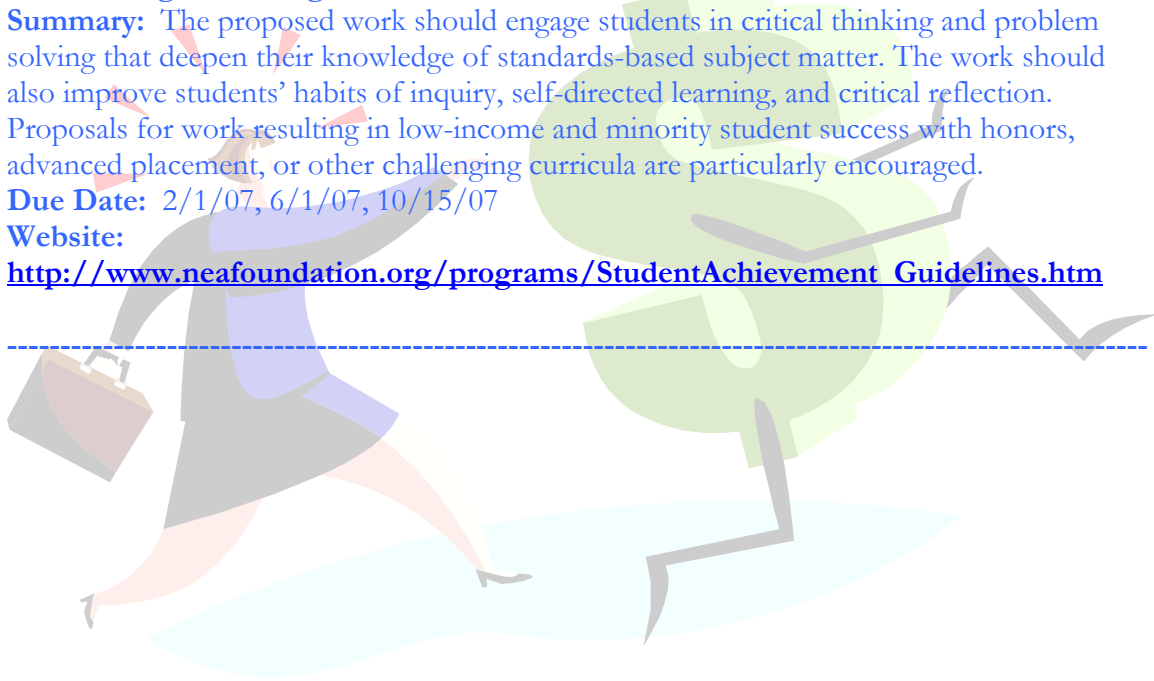 Summary: The proposed work should engage students in critical thinking and problem
solving that deepen their knowledge of standards-based subject matter. The work should
also improve students' habits of inquiry, self-directed learning, and critical reflection.
Proposals for work resulting in low-income and minority student success with honors,
advanced placement, or other challenging curricula are particularly encouraged.
Due Date: 2/1/07, 6/1/07, 10/15/07
Website:
http://www.neafoundation.org/programs/StudentAchievement_Guidelines.htm